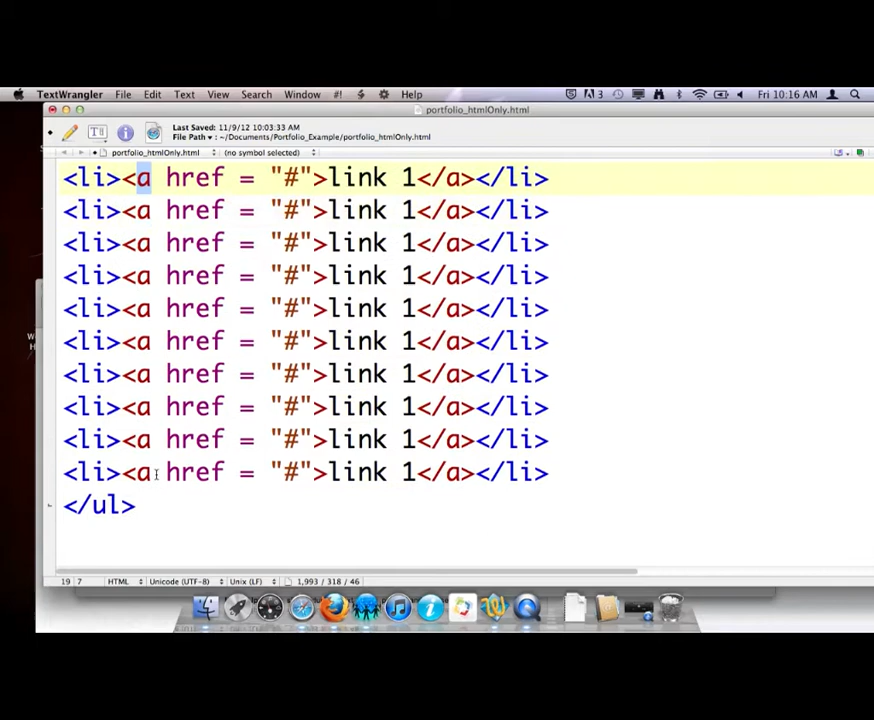 TextWrangler File Edit Text View Search Window #! Help 3 Fri 10:16 AM
portfolio_htmlOnly.html
Last Saved: 11/9/12 10:03:33 AM
File Path : ~/Documents/Portfolio_Example/portfolio_htmlOnly.html
portfolio_htmlOnly.html (no symbol selected)
<li><a href = "#">link 1</a></li>
<li><a href = "#">link 1</a></li>
<li><a href = "#">link 1</a></li>
<li><a href = "#">link 1</a></li>
<li><a href = "#">link 1</a></li>
<li><a href = "#">link 1</a></li>
<li><a href = "#">link 1</a></li>
<li><a href = "#">link 1</a></li>
<li><a href = "#">link 1</a></li>
<li><a href = "#">link 1</a></li>
</ul>
19 7 HTML Unicode (UTF-8) Unix (LF) 1,993 / 318 / 46